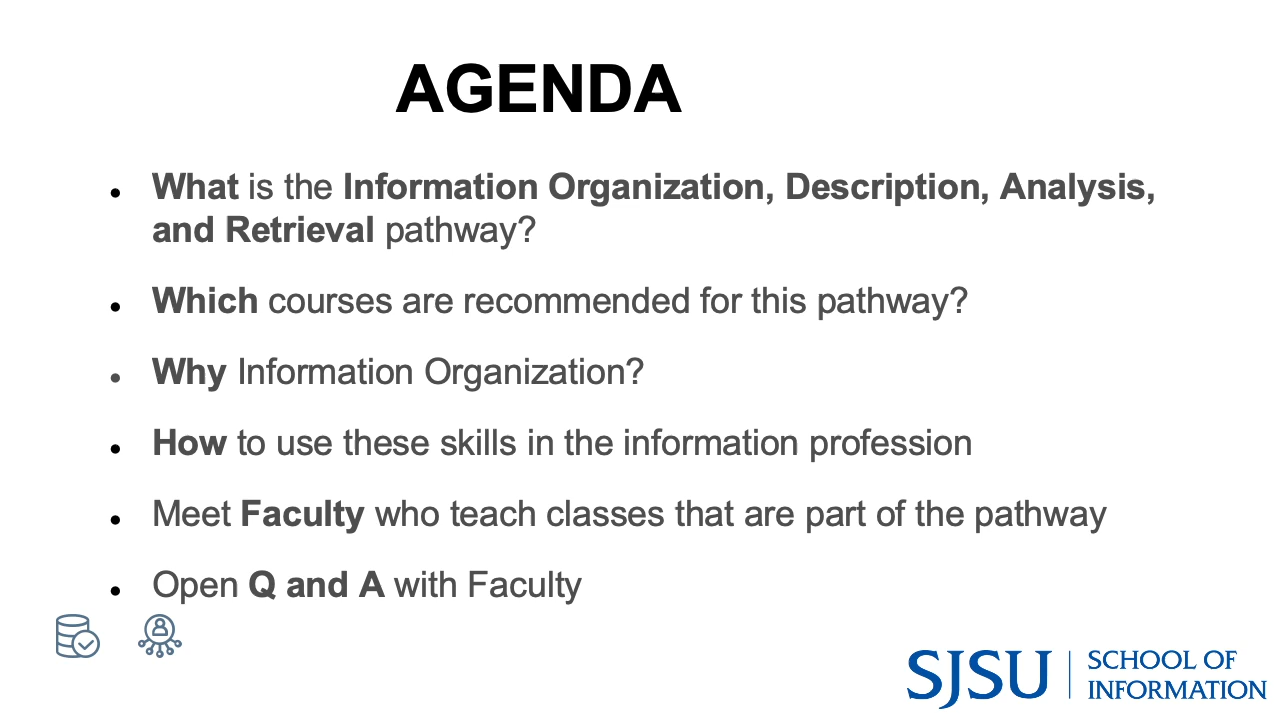 AGENDA
• What is the Information Organization, Description, Analysis,
and Retrieval pathway?
• Which courses are recommended for this pathway?
• Why Information Organization?
• How to use these skills in the information profession
• Meet Faculty who teach classes that are part of the pathway
• Open Q and A with Faculty
SJSU SCHOOL OF
INFORMATION